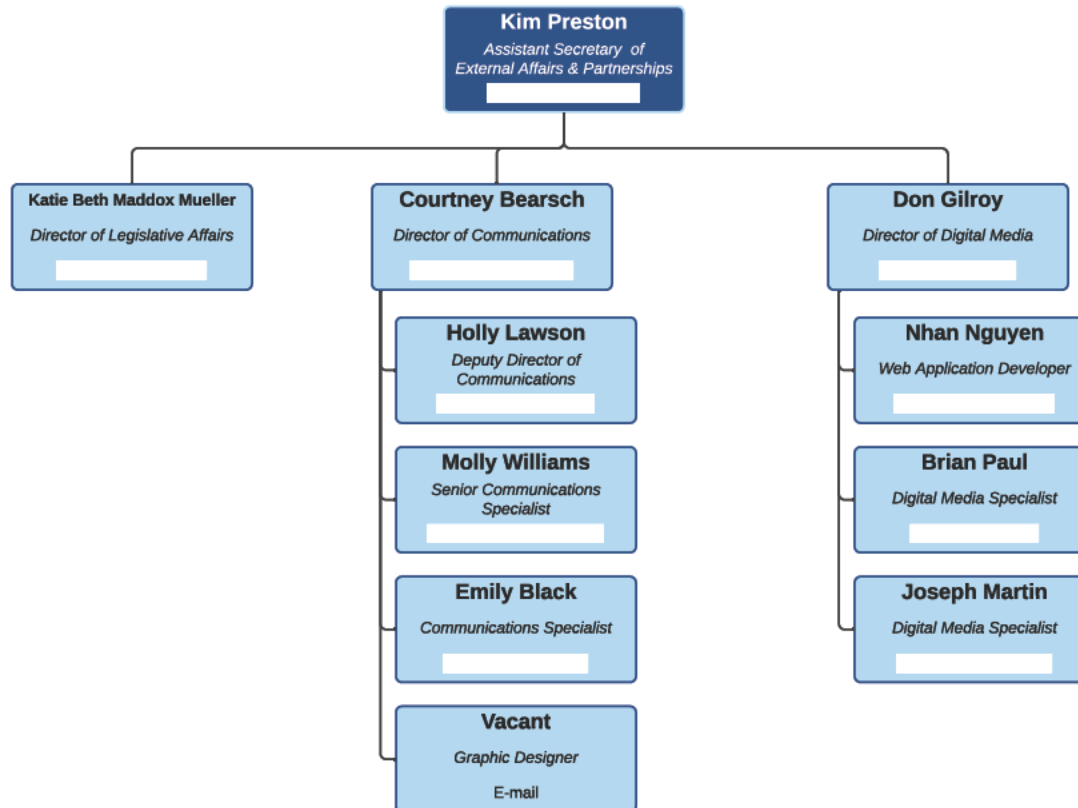 Kim Preston
Assistant Secretary of
External Affairs & Partnerships
Katie Beth Maddox Mueller
Director of Legislative Affairs
Courtney Bearsch
Director of Communications
Don Gilroy
Director of Digital Media
Holly Lawson
Deputy Director of
Communications
Nhan Nguyen
Web Application Developer
Molly Williams
Senior Communications
Specialist
Brian Paul
Digital Media Specialist
Emily Black
Communications Specialist
Joseph Martin
Digital Media Specialist
Vacant
Graphic Designer
E-mail